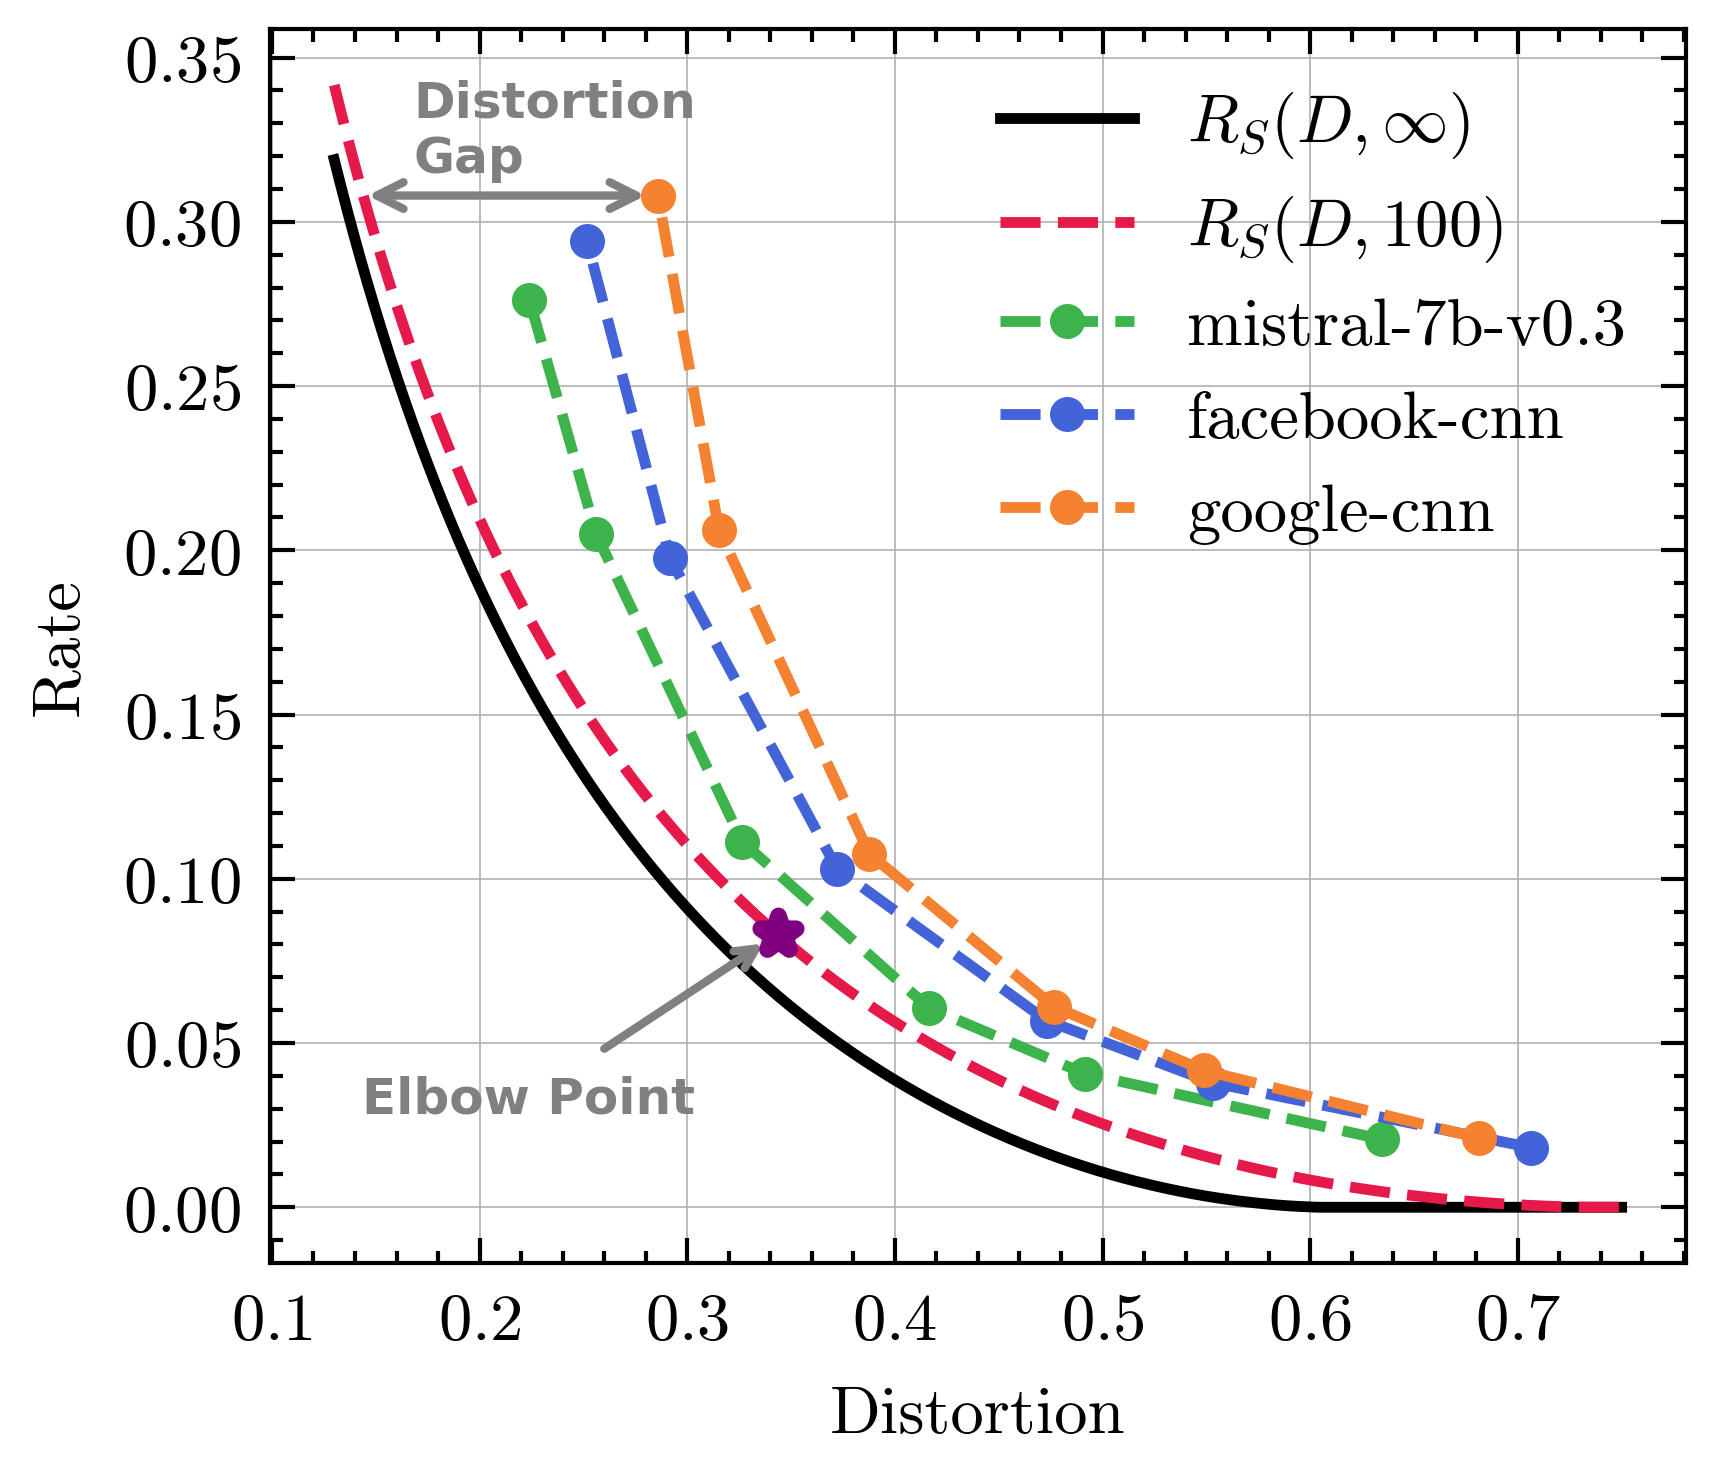 Distortion
Gap
Elbow Point
R_S(D, ∞)
R_S(D, 100)
mistral-7b-v0.3
facebook-cnn
google-cnn
Rate
0.35
0.30
0.25
0.20
0.15
0.10
0.05
0.00
0.1 0.2 0.3 0.4 0.5 0.6 0.7
Distortion